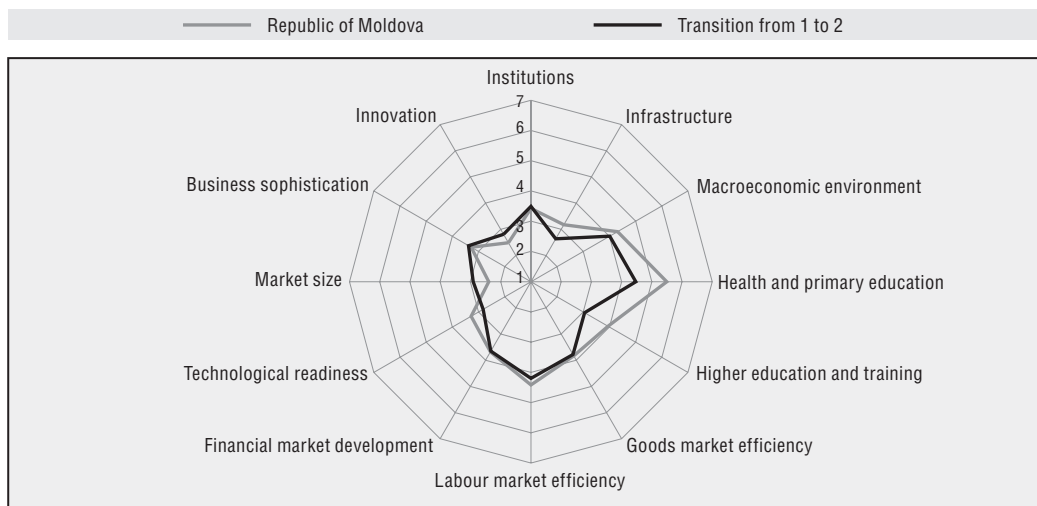 Republic of Moldova
Transition from 1 to 2
Institutions
7
6
5
4
3
2
1
Innovation
Infrastructure
Business sophistication
Macroeconomic environment
Market size
Health and primary education
Technological readiness
Higher education and training
Financial market development
Goods market efficiency
Labour market efficiency